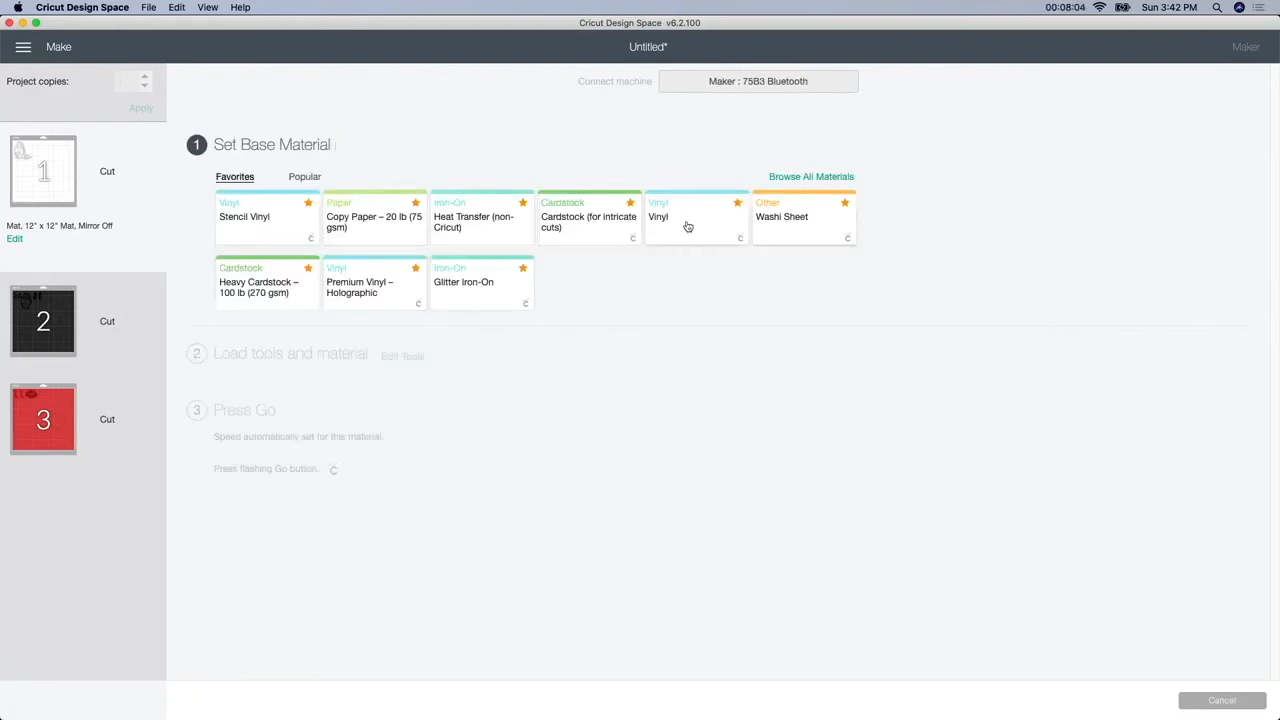 Cricut Design Space File Edit View Help 00:08:04 Sun 3:42 PM
Cricut Design Space v6.2.100
Make Untitled* Maker
Project copies:
Apply
Connect machine Maker : 75B3 Bluetooth
1 Cut
Mat, 12" x 12" Mat, Mirror Off
Edit
2 Cut
3 Cut
1 Set Base Material
Favorites Popular Browse All Materials
Vinyl
Stencil Vinyl
Paper
Copy Paper – 20 lb (75
gsm)
Iron-On
Heat Transfer (non-
Cricut)
Cardstock
Cardstock (for intricate
cuts)
Vinyl
Vinyl
Other
Washi Sheet
Cardstock
Heavy Cardstock –
100 lb (270 gsm)
Vinyl
Premium Vinyl –
Holographic
Iron-On
Glitter Iron-On
2 Load tools and material Edit Tools
3 Press Go
Speed automatically set for this material.
Press flashing Go button.
Cancel